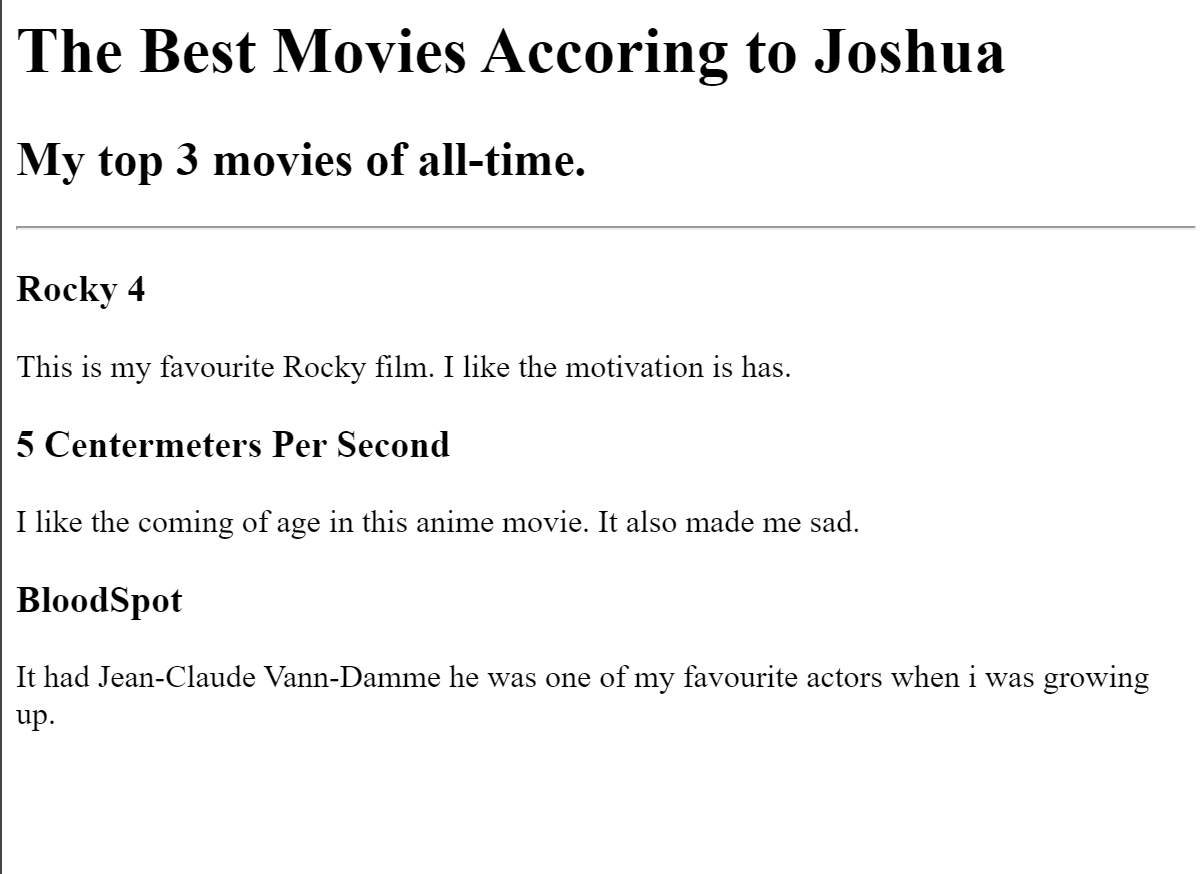 The Best Movies Accoring to Joshua
My top 3 movies of all-time.
Rocky 4
This is my favourite Rocky film. I like the motivation is has.
5 Centermeters Per Second
I like the coming of age in this anime movie. It also made me sad.
BloodSpot
It had Jean-Claude Vann-Damme he was one of my favourite actors when i was growing
up.